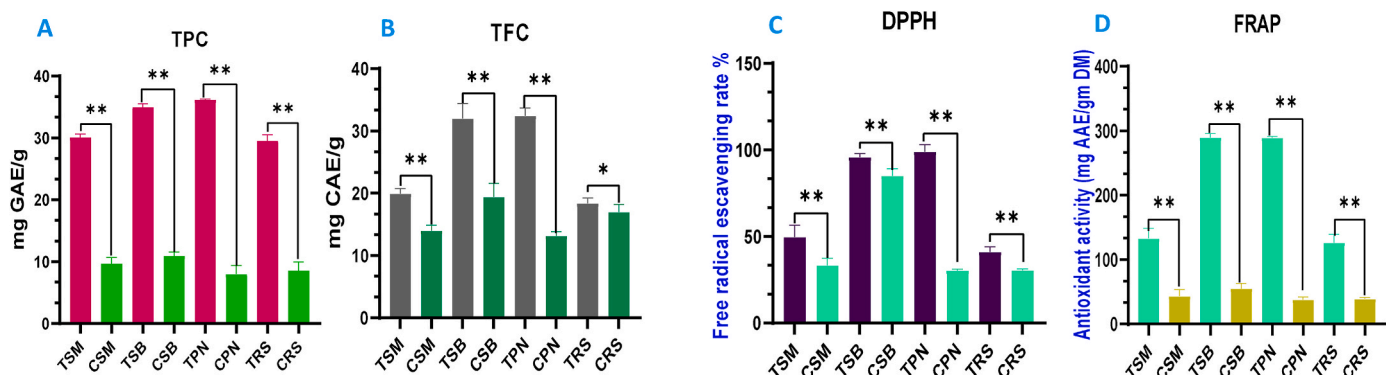 A
TPC
mg GAE/g
40
30
20
10
0
**
**
**
**
TSM
CSM
TSB
CSB
TPN
CPN
TRS
CRS
B
TFC
mg CAE/g
40
30
20
10
0
**
**
**
*
TSM
CSM
TSB
CSB
TPN
CPN
TRS
CRS
C
DPPH
Free radical escavenging rate %
150
100
50
0
**
**
**
**
TSM
CSM
TSB
CSB
TPN
CPN
TRS
CRS
D
FRAP
Antioxidant activity (mg AAE/gm DM)
400
300
200
100
0
**
**
**
**
TSM
CSM
TSB
CSB
TPN
CPN
TRS
CRS